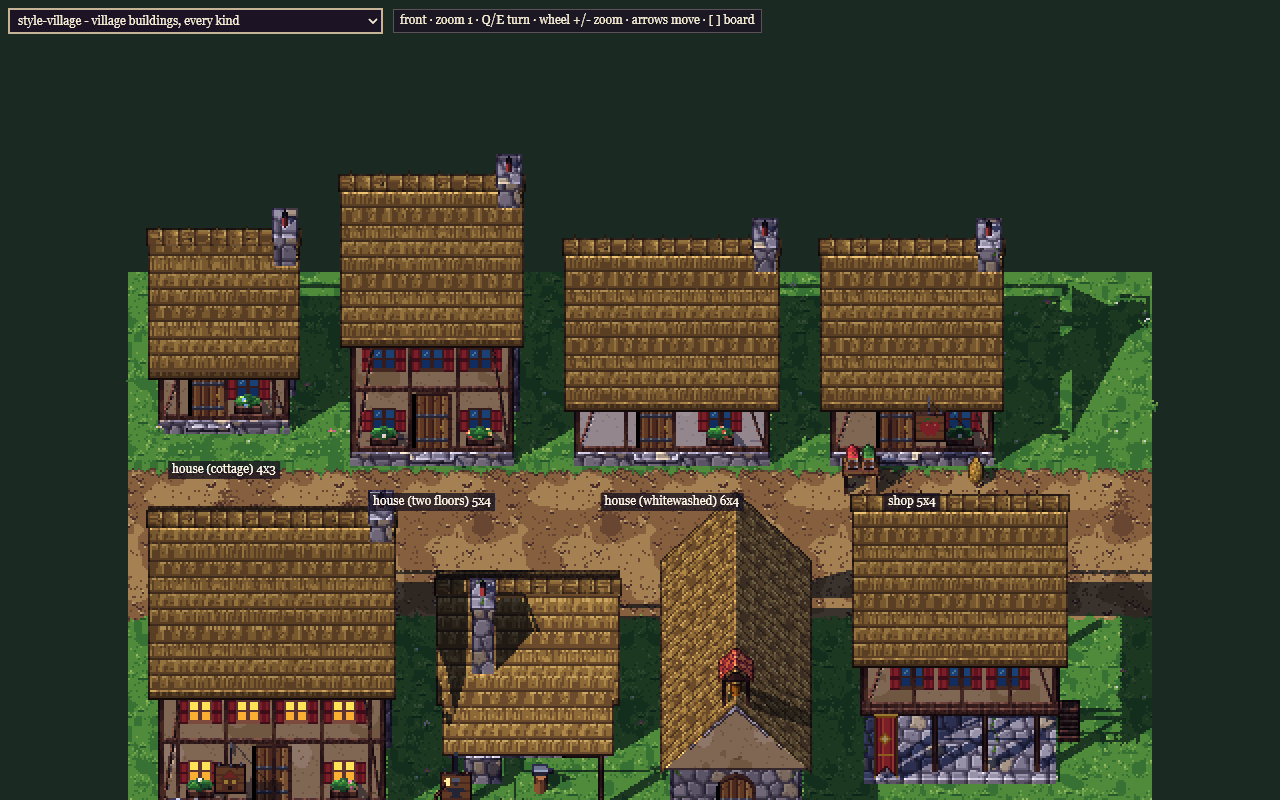 style-village - village buildings, every kind
front · zoom 1 · Q/E turn · wheel +/- zoom · arrows move · [ ] board
house (cottage) 4x3
house (two floors) 5x4
house (whitewashed) 6x4
shop 5x4